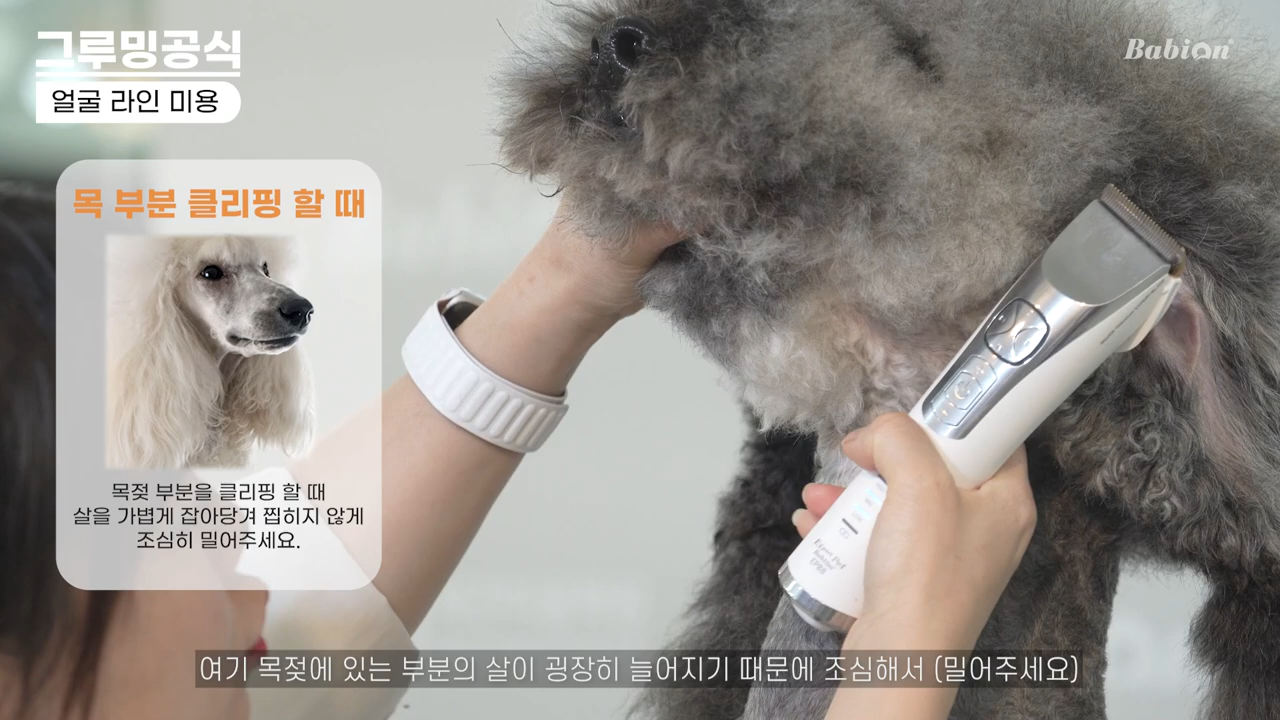 그루밍공식
얼굴 라인 미용
Babian
목 부분 클리핑 할 때
목젖 부분을 클리핑 할 때
살을 가볍게 잡아당겨 찝히지 않게
조심히 밀어주세요.
여기 목젖에 있는 부분의 살이 굉장히 늘어지기 때문에 조심해서 (밀어주세요)